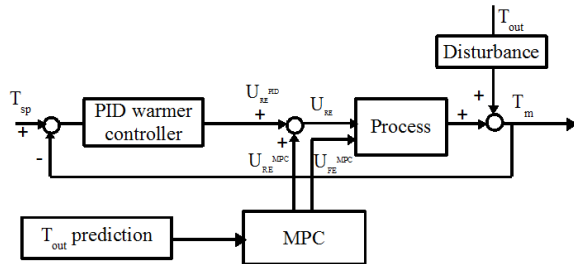 T_out
Disturbance
T_sp
+
-
PID warmer
controller
U_RE^PID
+
+
U_RE
U_RE^MPC
U_FE^MPC
Process
+
+
T_m
T_out prediction
MPC